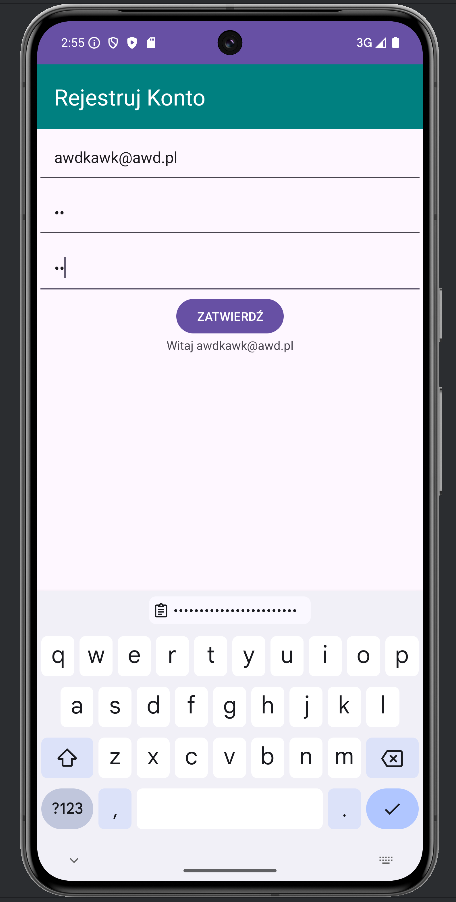 2:55 3G
Rejestruj Konto
awdkawk@awd.pl
••
••
ZATWIERDŹ
Witaj awdkawk@awd.pl
••••••••••••••••••••••••
q w e r t y u i o p
a s d f g h j k l
z x c v b n m
?123 , .